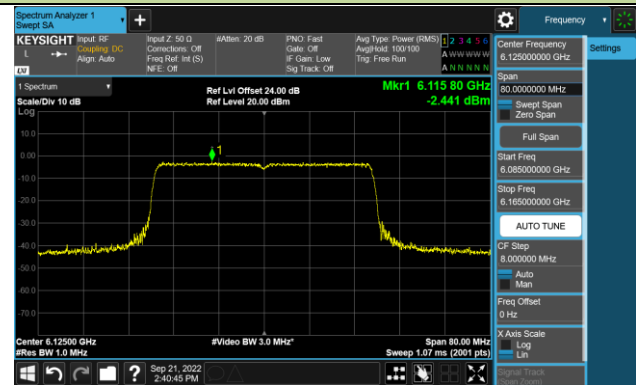 Spectrum Analyzer 1
Swept SA
Frequency
KEYSIGHT
Input: RF
Coupling: DC
Align: Auto
Input Z: 50 Ω
Corrections: Off
Freq Ref: Int (S)
NFE: Off
#Atten: 20 dB
PNO: Fast
Gate: Off
IF Gain: Low
Sig Track: Off
Avg Type: Power (RMS)
Avg|Hold: 100/100
Trig: Free Run
1 2 3 4 5 6
A W W W W W
A N N N N N
L
LXI
1 Spectrum
Scale/Div 10 dB
Ref Lvl Offset 24.00 dB
Ref Level 20.00 dBm
Mkr1 6.115 80 GHz
-2.441 dBm
Log
10.0
0.00
-10.0
-20.0
-30.0
-40.0
-50.0
-60.0
-70.0
1
Center 6.12500 GHz
#Res BW 1.0 MHz
#Video BW 3.0 MHz*
Span 80.00 MHz
Sweep 1.07 ms (2001 pts)
Center Frequency
6.125000000 GHz
Settings
Span
80.0000000 MHz
Swept Span
Zero Span
Full Span
Start Freq
6.085000000 GHz
Stop Freq
6.165000000 GHz
AUTO TUNE
CF Step
8.000000 MHz
Auto
Man
Freq Offset
0 Hz
X Axis Scale
Log
Lin
Signal Track
(Span Zoom)
?
Sep 21, 2022
2:40:45 PM